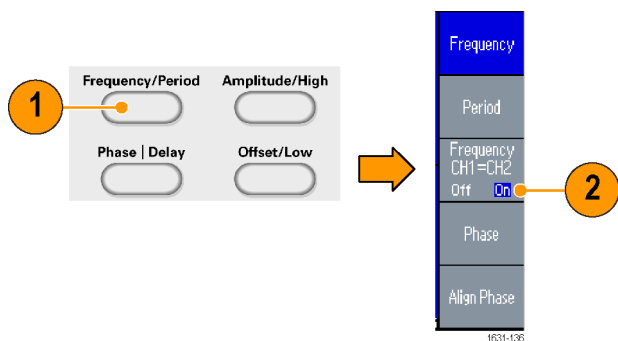 1
Frequency/Period
Amplitude/High
Phase | Delay
Offset/Low
Frequency
Period
Frequency
CH1=CH2
Off On
2
Phase
Align Phase
1631-136